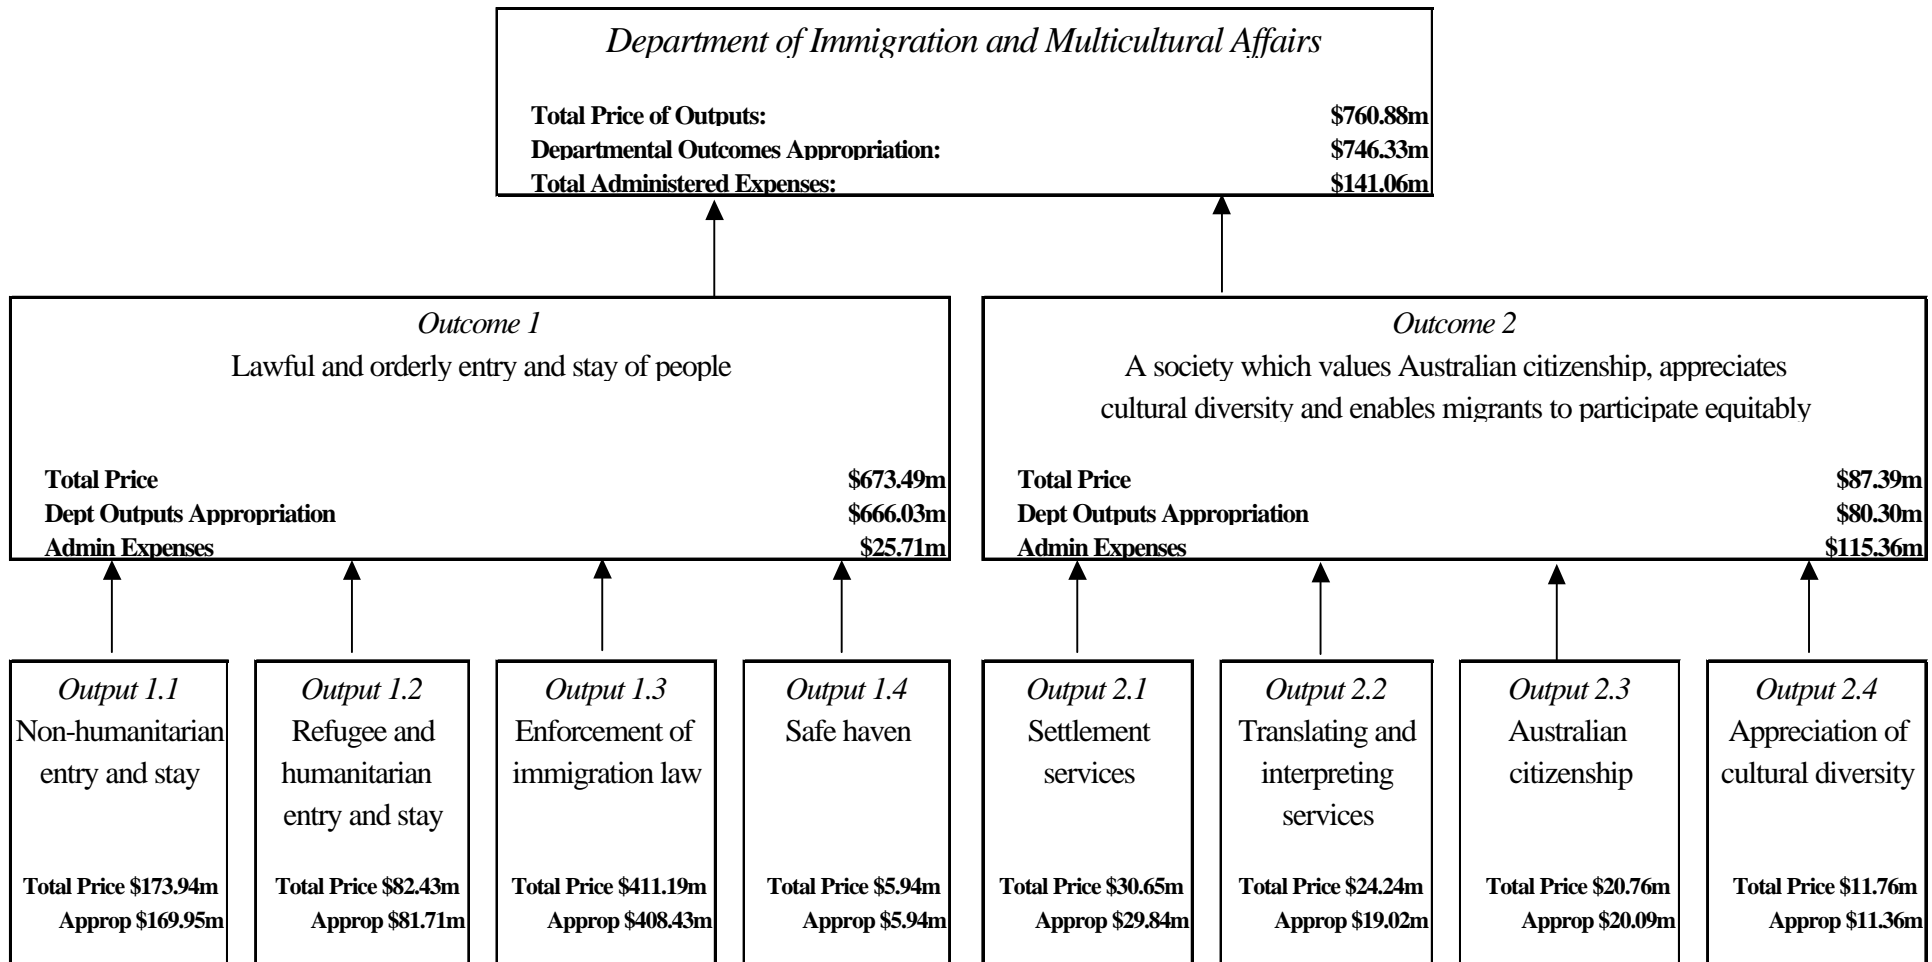 Department of Immigration and Multicultural Affairs
Total Price of Outputs: $760.88m
Departmental Outcomes Appropriation: $746.33m
Total Administered Expenses: $141.06m
Outcome 1
Lawful and orderly entry and stay of people
Total Price $673.49m
Dept Outputs Appropriation $666.03m
Admin Expenses $25.71m
Outcome 2
A society which values Australian citizenship, appreciates
cultural diversity and enables migrants to participate equitably
Total Price $87.39m
Dept Outputs Appropriation $80.30m
Admin Expenses $115.36m
Output 1.1
Non-humanitarian
entry and stay
Total Price $173.94m
Approp $169.95m
Output 1.2
Refugee and
humanitarian
entry and stay
Total Price $82.43m
Approp $81.71m
Output 1.3
Enforcement of
immigration law
Total Price $411.19m
Approp $408.43m
Output 1.4
Safe haven
Total Price $5.94m
Approp $5.94m
Output 2.1
Settlement
services
Total Price $30.65m
Approp $29.84m
Output 2.2
Translating and
interpreting
services
Total Price $24.24m
Approp $19.02m
Output 2.3
Australian
citizenship
Total Price $20.76m
Approp $20.09m
Output 2.4
Appreciation of
cultural diversity
Total Price $11.76m
Approp $11.36m